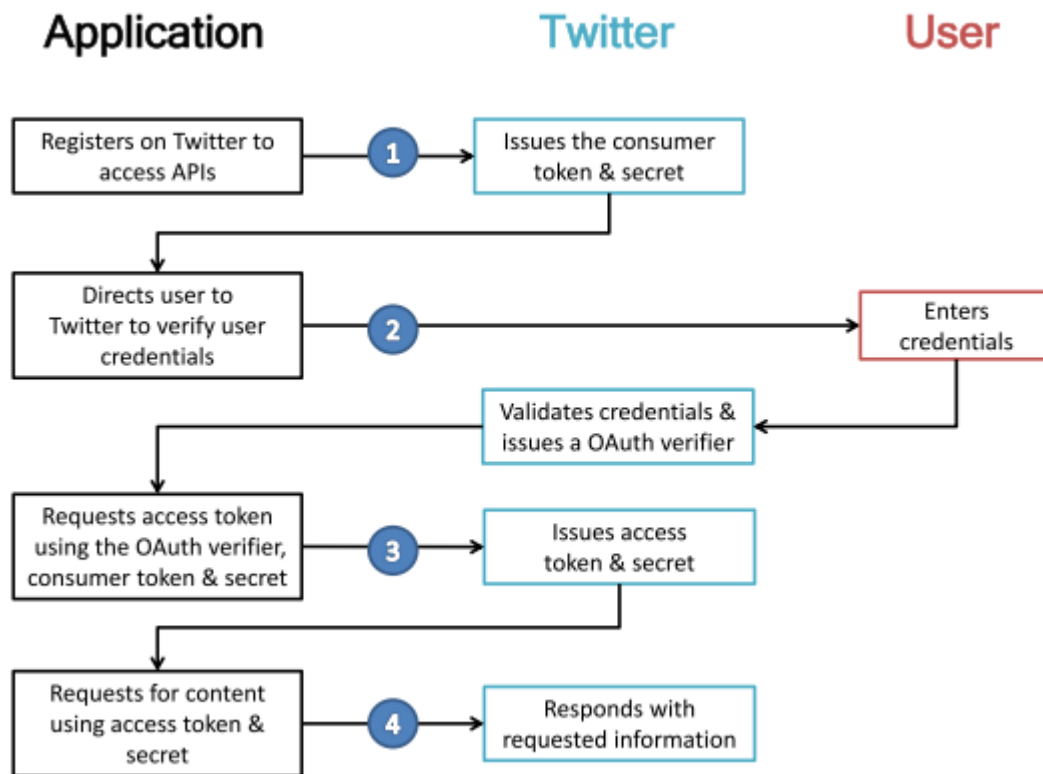 Application
Twitter
User
Registers on Twitter to
access APIs
1
Issues the consumer
token & secret
Directs user to
Twitter to verify user
credentials
2
Enters
credentials
Validates credentials &
issues a OAuth verifier
Requests access token
using the OAuth verifier,
consumer token & secret
3
Issues access
token & secret
Requests for content
using access token &
secret
4
Responds with
requested information